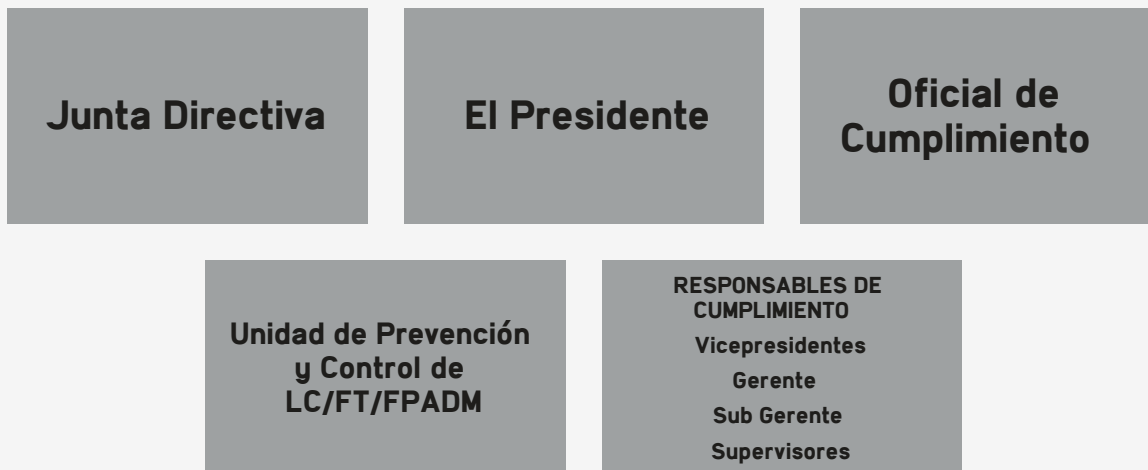 Junta Directiva
El Presidente
Oficial de
Cumplimiento
Unidad de Prevención
y Control de
LC/FT/FPADM
RESPONSABLES DE
CUMPLIMIENTO
Vicepresidentes
Gerente
Sub Gerente
Supervisores